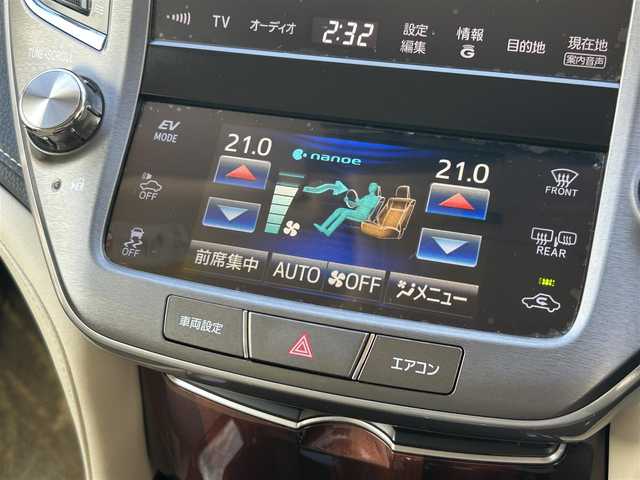 TV オーディオ 2:32 設定
編集 情報
G 目的地 現在地
案内音声
TUNE•SCROLL
EV
MODE
OFF
OFF
21.0
nanoe
21.0
FRONT
REAR
前席集中 AUTO OFF メニュー
車両設定
エアコン